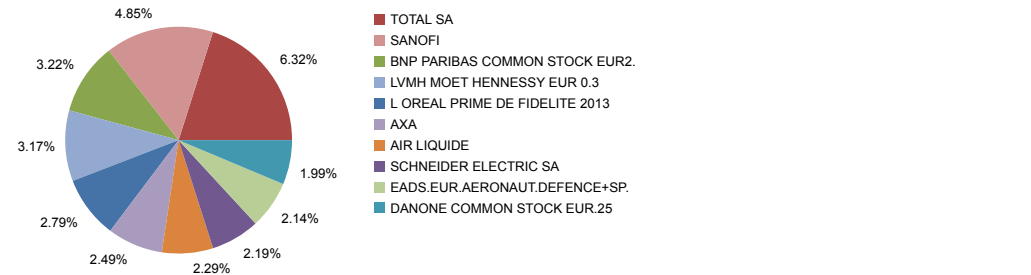 4.85%
6.32%
3.22%
3.17%
2.79%
2.49%
2.29%
2.19%
2.14%
1.99%
TOTAL SA
SANOFI
BNP PARIBAS COMMON STOCK EUR2.
LVMH MOET HENNESSY EUR 0.3
L OREAL PRIME DE FIDELITE 2013
AXA
AIR LIQUIDE
SCHNEIDER ELECTRIC SA
EADS.EUR.AERONAUT.DEFENCE+SP.
DANONE COMMON STOCK EUR.25